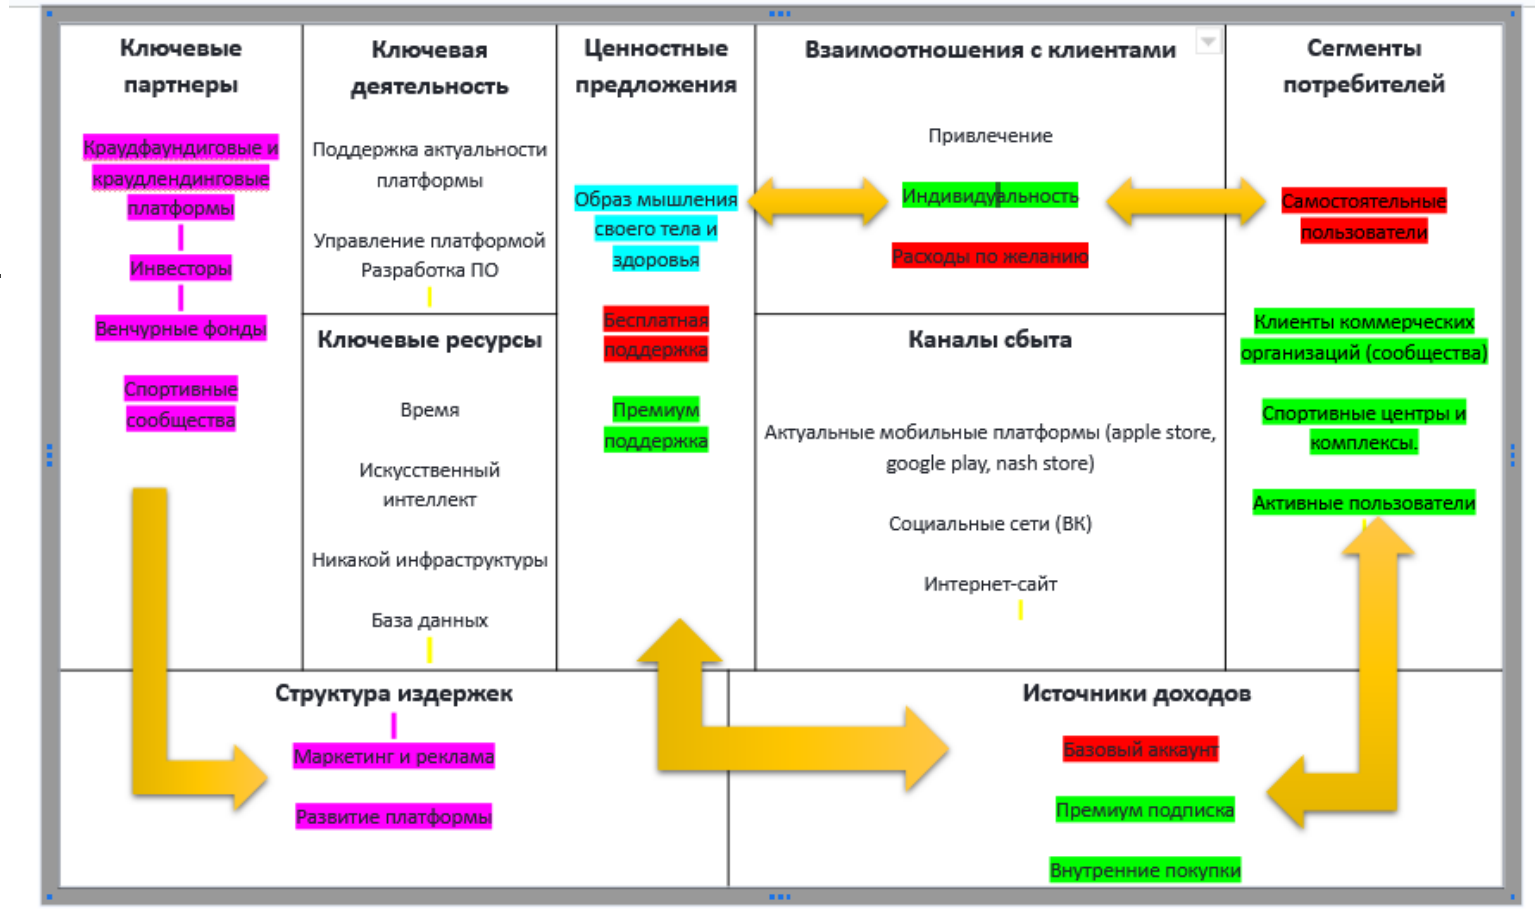 Ключевые
партнеры
Краудфаундиговые и
краудлендинговые
платформы
Инвесторы
Венчурные фонды
Спортивные
сообщества
Ключевая
деятельность
Поддержка актуальности
платформы
Управление платформой
Разработка ПО
Ключевые ресурсы
Время
Искусственный
интеллект
Никакой инфраструктуры
База данных
Ценностные
предложения
Образ мышления
своего тела и
здоровья
Бесплатная
поддержка
Премиум
поддержка
Взаимоотношения с клиентами
Привлечение
Индивидуальность
Расходы по желанию
Каналы сбыта
Актуальные мобильные платформы (apple store,
google play, nash store)
Социальные сети (ВК)
Интернет-сайт
Сегменты
потребителей
Самостоятельные
пользователи
Клиенты коммерческих
организаций (сообщества)
Спортивные центры и
комплексы.
Активные пользователи
Структура издержек
Маркетинг и реклама
Развитие платформы
Источники доходов
Базовый аккаунт
Премиум подписка
Внутренние покупки